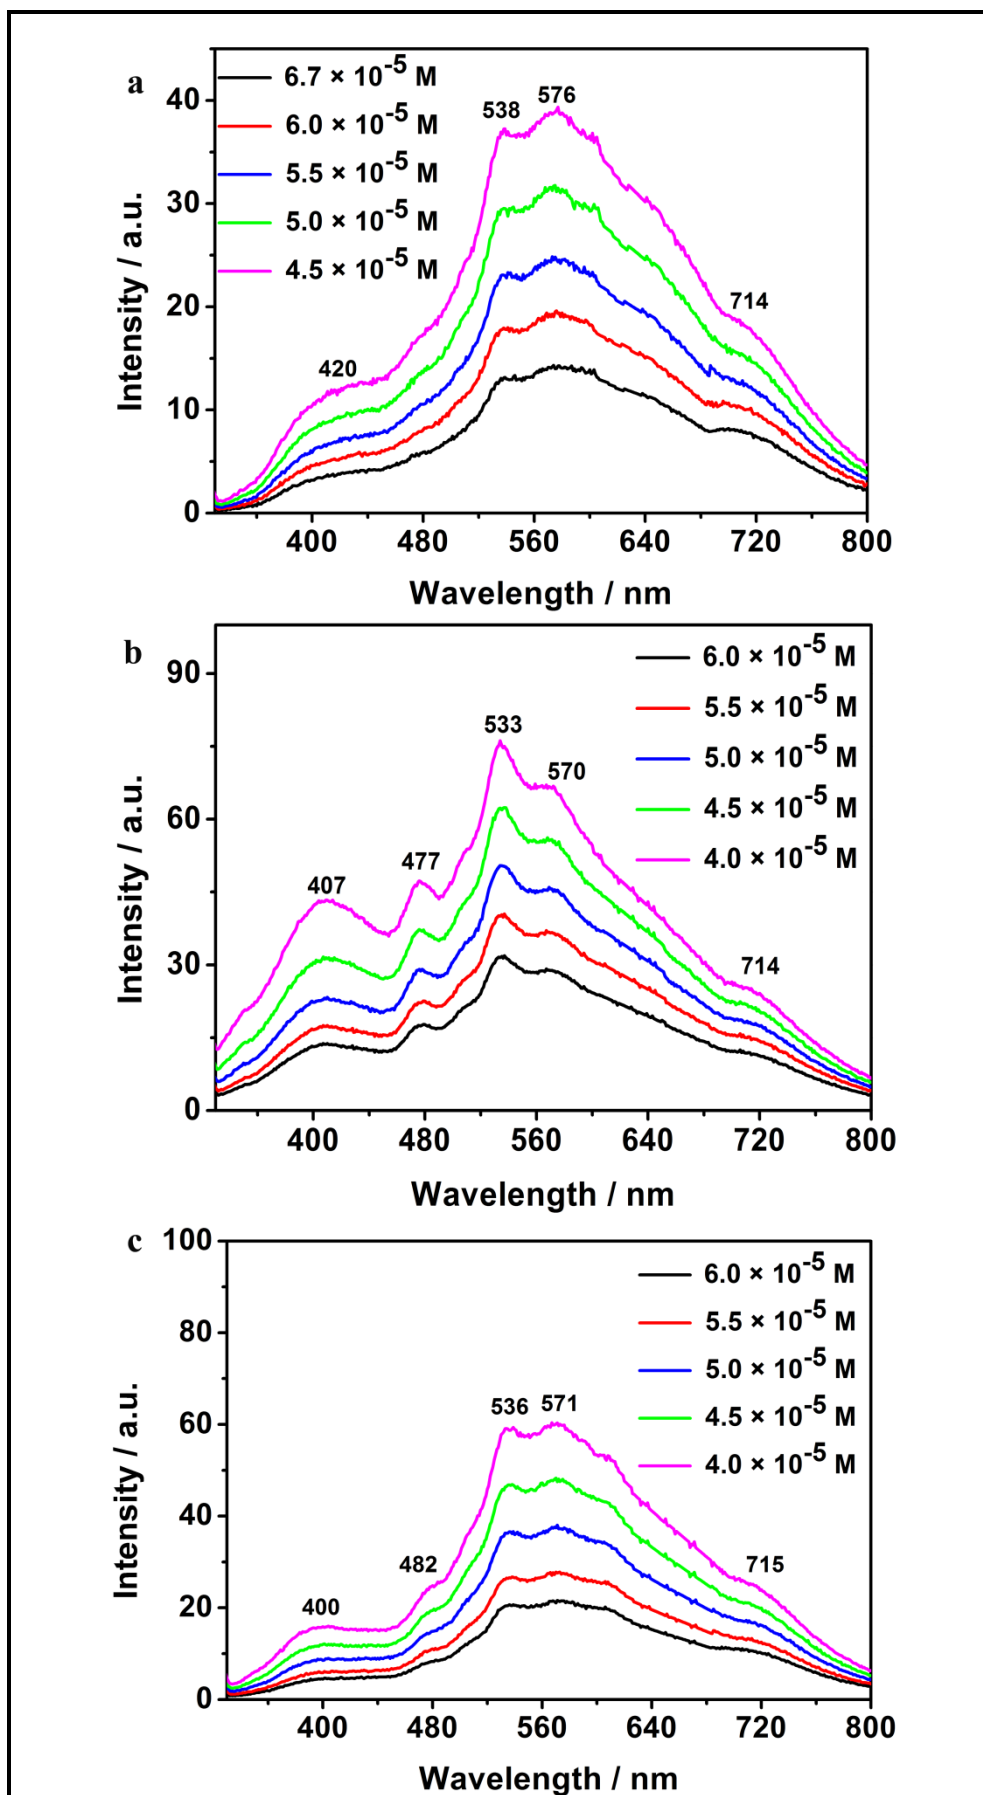 a
6.7 × 10⁻⁵ M
6.0 × 10⁻⁵ M
5.5 × 10⁻⁵ M
5.0 × 10⁻⁵ M
4.5 × 10⁻⁵ M
538
576
420
714
40
30
20
10
0
Intensity / a.u.
400 480 560 640 720 800
Wavelength / nm
b
6.0 × 10⁻⁵ M
5.5 × 10⁻⁵ M
5.0 × 10⁻⁵ M
4.5 × 10⁻⁵ M
4.0 × 10⁻⁵ M
533
570
477
407
714
90
60
30
0
Intensity / a.u.
400 480 560 640 720 800
Wavelength / nm
c
6.0 × 10⁻⁵ M
5.5 × 10⁻⁵ M
5.0 × 10⁻⁵ M
4.5 × 10⁻⁵ M
4.0 × 10⁻⁵ M
536
571
482
400
715
100
80
60
40
20
0
Intensity / a.u.
400 480 560 640 720 800
Wavelength / nm